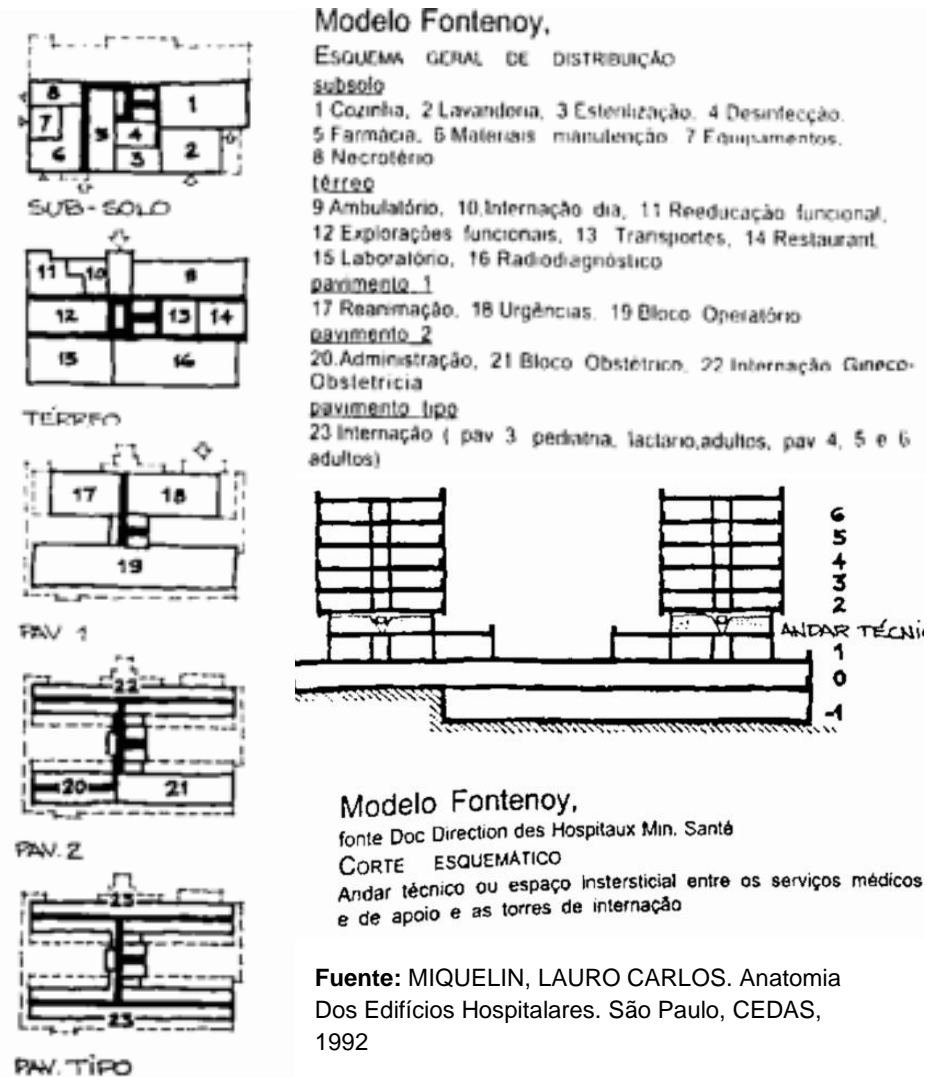 Modelo Fontenoy,
ESQUEMA GERAL DE DISTRIBUIÇÃO
subsolo
1 Cozinha, 2 Lavanderia, 3 Esterilização, 4 Desinfecção,
5 Farmácia, 6 Materiais manutenção 7 Equipamentos,
8 Necrotério
térreo
9 Ambulatório, 10,Internação dia, 11 Reeducação funcional,
12 Explorações funcionais, 13 Transportes, 14 Restaurant,
15 Laboratório, 16 Radiodiagnóstico
pavimento 1
17 Reanimação, 18 Urgências, 19 Bloco Operatório
pavimento 2
20.Administração, 21 Bloco Obstétrico, 22 Internação Gineco-
Obstetricia
pavimento tipo
23 Internação ( pav 3 pediatria, lactario,adultos, pav 4, 5 e 6
adultos)
8
7
6
5
4
3
1
2
SUB-SOLO
11
10
12
13
14
15
16
TÉRREO
17
18
19
PAV 1
22
20
21
PAV. 2
23
23
PAV. TIPO
6
5
4
3
2
ANDAR TÉCNI
1
0
-1
Modelo Fontenoy,
fonte Doc Direction des Hospitaux Min. Santé
CORTE ESQUEMÁTICO
Andar técnico ou espaço instersticial entre os serviços médicos
e de apoio e as torres de internação
Fuente: MIQUELIN, LAURO CARLOS. Anatomia
Dos Edifícios Hospitalares. São Paulo, CEDAS,
1992